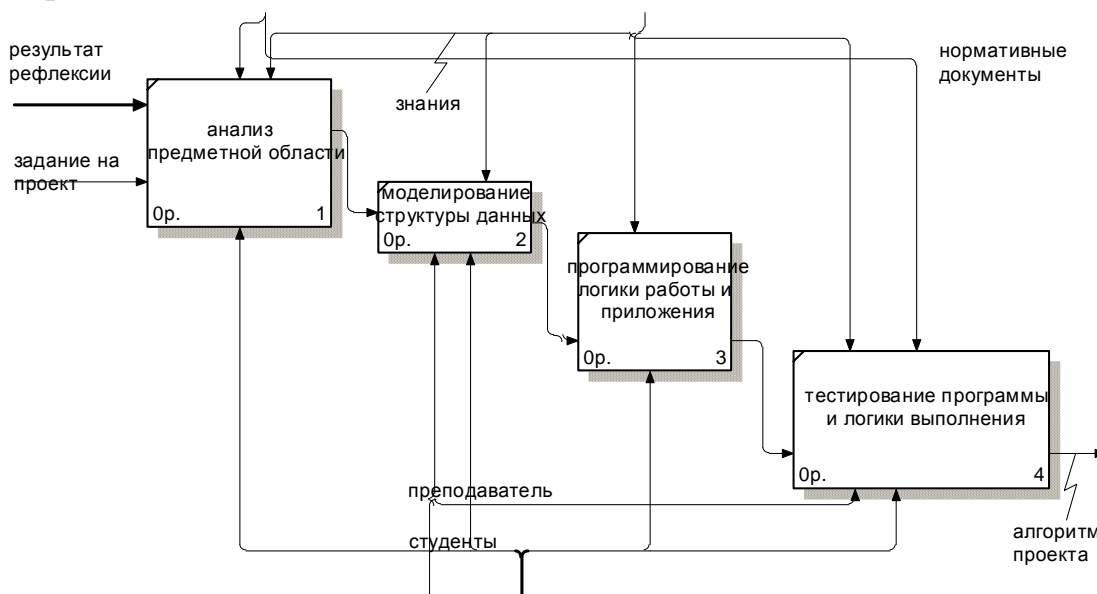 результат
рефлексии
нормативные
документы
знания
анализ
предметной области
задание на
проект
0р.
1
моделирование
структуры данных
0р.
2
программирование
логики работы и
приложения
0р.
3
тестирование программы
и логики выполнения
0р.
4
преподаватель
студенты
алгоритм
проекта